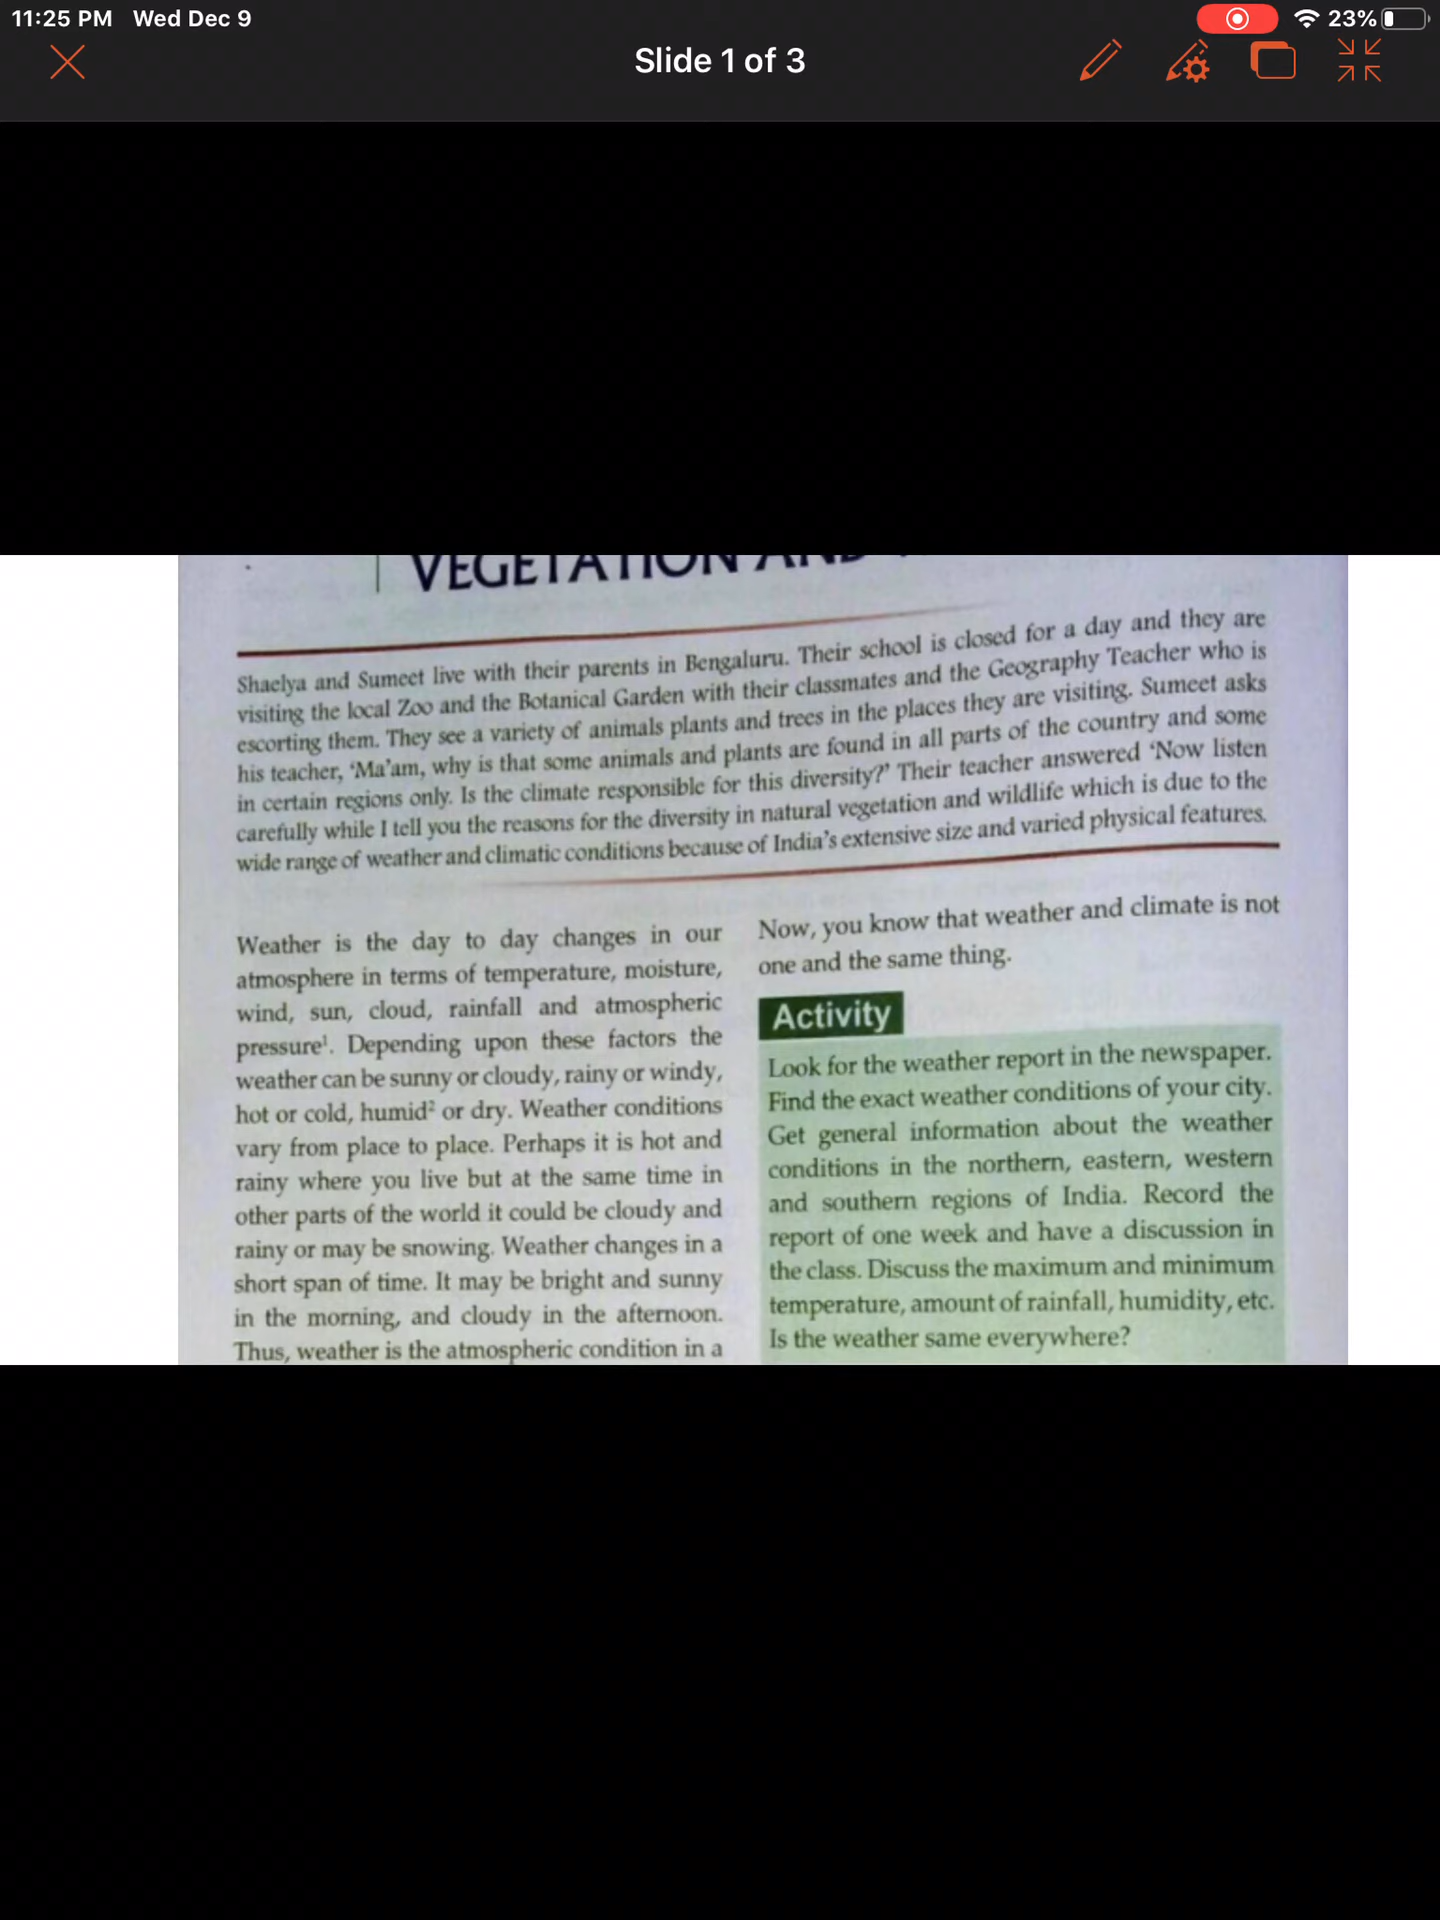 11:25 PM Wed Dec 9
23%
Slide 1 of 3
VEGETATION AND
Shaelya and Sumeet live with their parents in Bengaluru. Their school is closed for a day and they are
visiting the local Zoo and the Botanical Garden with their classmates and the Geography Teacher who is
escorting them. They see a variety of animals plants and trees in the places they are visiting. Sumeet asks
his teacher, ‘Ma’am, why is that some animals and plants are found in all parts of the country and some
in certain regions only. Is the climate responsible for this diversity?’ Their teacher answered ‘Now listen
carefully while I tell you the reasons for the diversity in natural vegetation and wildlife which is due to the
wide range of weather and climatic conditions because of India’s extensive size and varied physical features.
Weather is the day to day changes in our
atmosphere in terms of temperature, moisture,
wind, sun, cloud, rainfall and atmospheric
pressure¹. Depending upon these factors the
weather can be sunny or cloudy, rainy or windy,
hot or cold, humid² or dry. Weather conditions
vary from place to place. Perhaps it is hot and
rainy where you live but at the same time in
other parts of the world it could be cloudy and
rainy or may be snowing. Weather changes in a
short span of time. It may be bright and sunny
in the morning, and cloudy in the afternoon.
Thus, weather is the atmospheric condition in a
Now, you know that weather and climate is not
one and the same thing.
Activity
Look for the weather report in the newspaper.
Find the exact weather conditions of your city.
Get general information about the weather
conditions in the northern, eastern, western
and southern regions of India. Record the
report of one week and have a discussion in
the class. Discuss the maximum and minimum
temperature, amount of rainfall, humidity, etc.
Is the weather same everywhere?